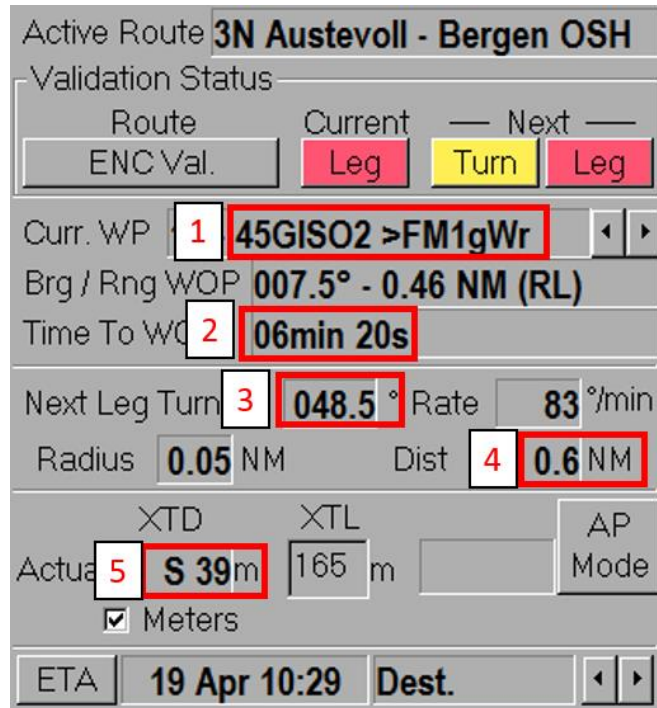 Active Route 3N Austevoll - Bergen OSH
Validation Status
Route Current Next
ENC Val. Leg Turn Leg
Curr. WP 1 45GISO2 >FM1gWr
Brg / Rng WOP 007.5° - 0.46 NM (RL)
Time To 2 06min 20s
Next Leg Turn 3 048.5 ° Rate 83 °/min
Radius 0.05 NM Dist 4 0.6 NM
XTD XTL
5 S 39 m 165 m AP Mode
Meters
ETA 19 Apr 10:29 Dest.